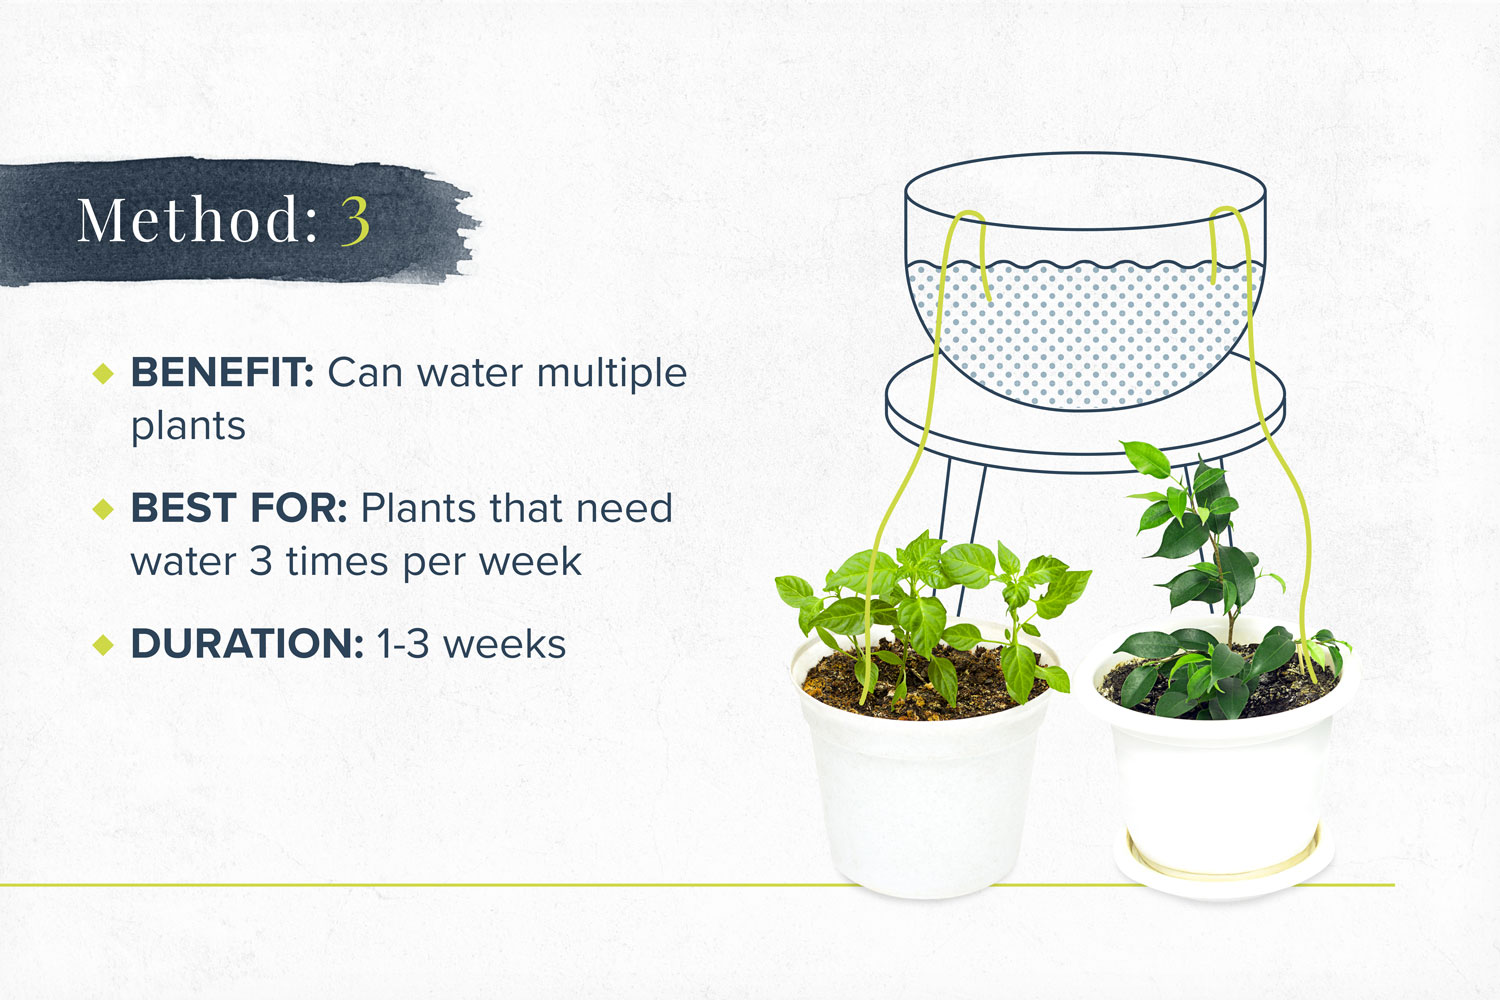 Method: 3
BENEFIT: Can water multiple
plants
BEST FOR: Plants that need
water 3 times per week
DURATION: 1-3 weeks